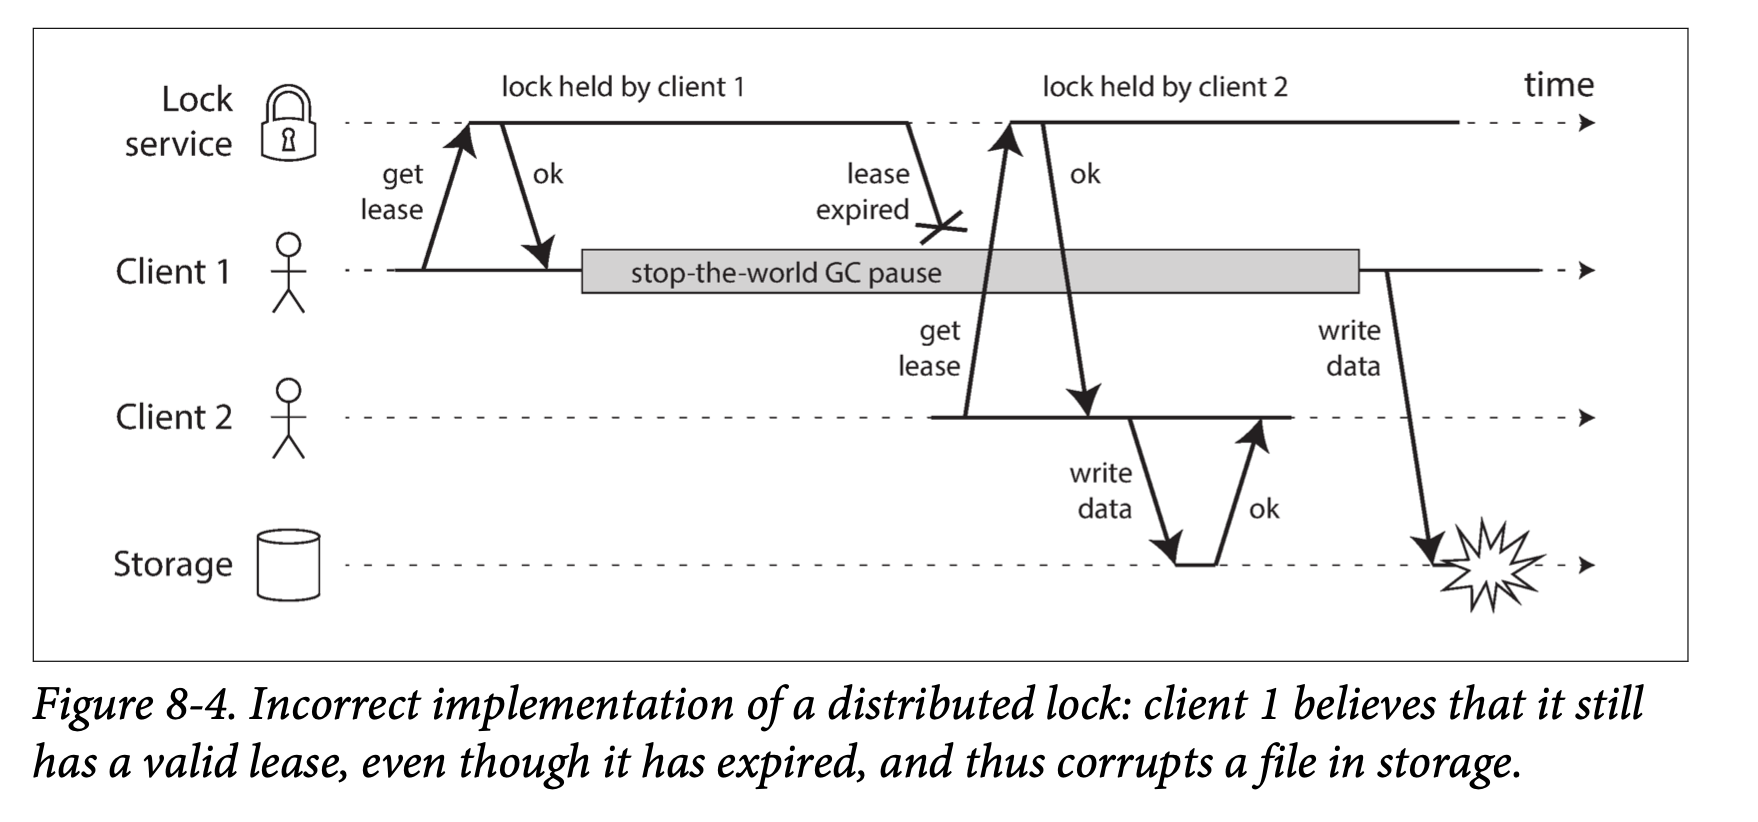 lock held by client 1
lock held by client 2
time
Lock
service
get
lease
ok
lease
expired
ok
Client 1
stop-the-world GC pause
get
lease
write
data
Client 2
write
data
ok
Storage
Figure 8-4. Incorrect implementation of a distributed lock: client 1 believes that it still
has a valid lease, even though it has expired, and thus corrupts a file in storage.